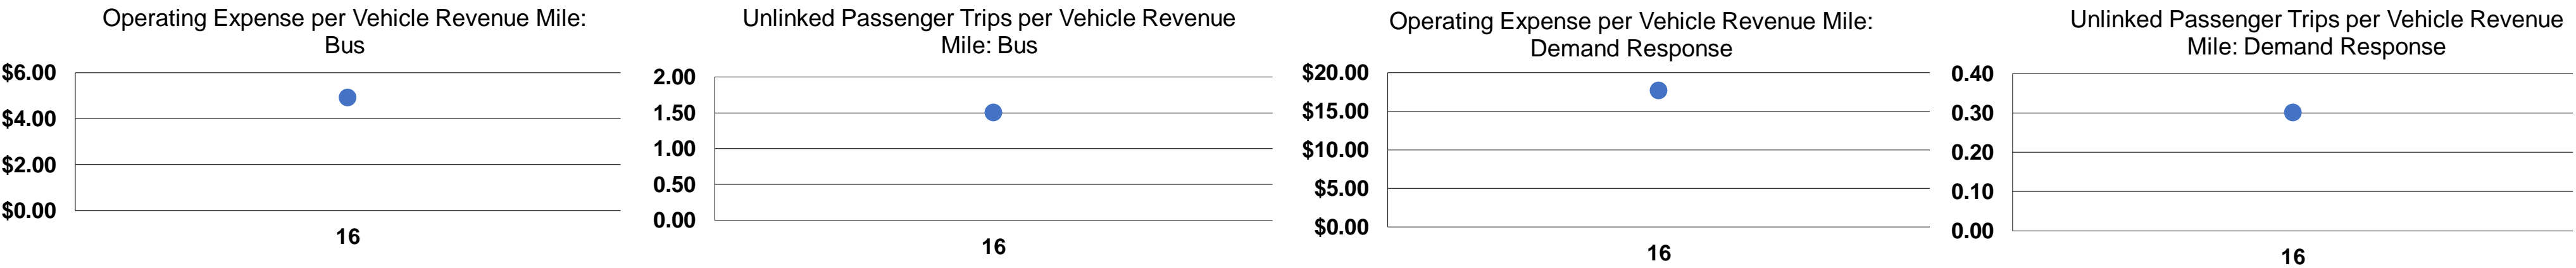 Operating Expense per Vehicle Revenue Mile:
Bus
$6.00
$4.00
$2.00
$0.00
16
Unlinked Passenger Trips per Vehicle Revenue
Mile: Bus
2.00
1.50
1.00
0.50
0.00
16
Operating Expense per Vehicle Revenue Mile:
Demand Response
$20.00
$15.00
$10.00
$5.00
$0.00
16
Unlinked Passenger Trips per Vehicle Revenue
Mile: Demand Response
0.40
0.30
0.20
0.10
0.00
16